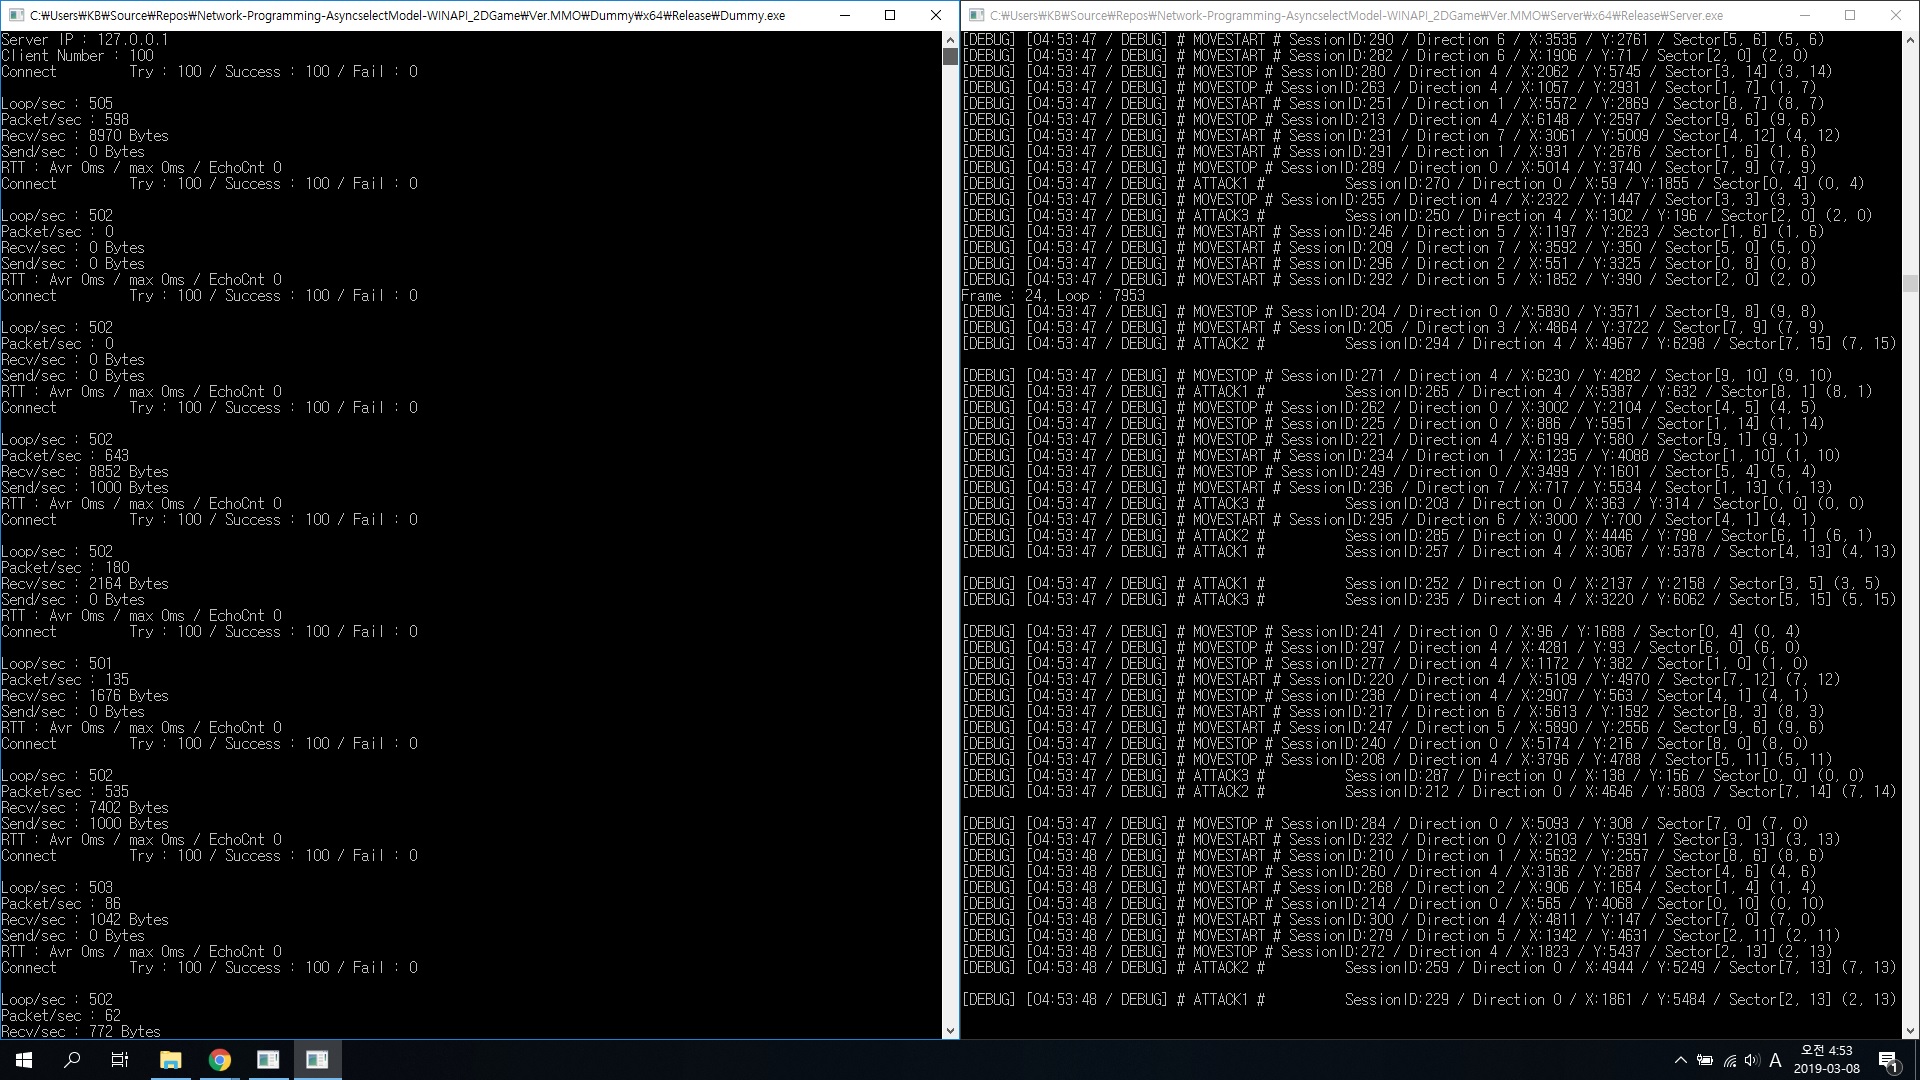 C:₩Users₩KB₩Source₩Repos₩Network-Programming-AsyncselectModel-WINAPI_2DGame₩Ver.MMO₩Dummy₩x64₩Release₩Dummy.exe
Server IP : 127.0.0.1
Client Number : 100
Connect Try : 100 / Success : 100 / Fail : 0
Loop/sec : 505
Packet/sec : 598
Recv/sec : 8970 Bytes
Send/sec : 0 Bytes
RTT : Avr 0ms / max 0ms / EchoCnt 0
Connect Try : 100 / Success : 100 / Fail : 0
Loop/sec : 502
Packet/sec : 0
Recv/sec : 0 Bytes
Send/sec : 0 Bytes
RTT : Avr 0ms / max 0ms / EchoCnt 0
Connect Try : 100 / Success : 100 / Fail : 0
Loop/sec : 502
Packet/sec : 0
Recv/sec : 0 Bytes
Send/sec : 0 Bytes
RTT : Avr 0ms / max 0ms / EchoCnt 0
Connect Try : 100 / Success : 100 / Fail : 0
Loop/sec : 502
Packet/sec : 643
Recv/sec : 8852 Bytes
Send/sec : 1000 Bytes
RTT : Avr 0ms / max 0ms / EchoCnt 0
Connect Try : 100 / Success : 100 / Fail : 0
Loop/sec : 502
Packet/sec : 180
Recv/sec : 2164 Bytes
Send/sec : 0 Bytes
RTT : Avr 0ms / max 0ms / EchoCnt 0
Connect Try : 100 / Success : 100 / Fail : 0
Loop/sec : 501
Packet/sec : 135
Recv/sec : 1676 Bytes
Send/sec : 0 Bytes
RTT : Avr 0ms / max 0ms / EchoCnt 0
Connect Try : 100 / Success : 100 / Fail : 0
Loop/sec : 502
Packet/sec : 535
Recv/sec : 7402 Bytes
Send/sec : 1000 Bytes
RTT : Avr 0ms / max 0ms / EchoCnt 0
Connect Try : 100 / Success : 100 / Fail : 0
Loop/sec : 503
Packet/sec : 86
Recv/sec : 1042 Bytes
Send/sec : 0 Bytes
RTT : Avr 0ms / max 0ms / EchoCnt 0
Connect Try : 100 / Success : 100 / Fail : 0
Loop/sec : 502
Packet/sec : 62
Recv/sec : 772 Bytes
C:₩Users₩KB₩Source₩Repos₩Network-Programming-AsyncselectModel-WINAPI_2DGame₩Ver.MMO₩Server₩x64₩Release₩Server.exe
[DEBUG] [04:53:47 / DEBUG] # MOVESTART # SessionID:290 / Direction 6 / X:3535 / Y:2761 / Sector[5, 6] (5, 6)
[DEBUG] [04:53:47 / DEBUG] # MOVESTART # SessionID:282 / Direction 6 / X:1906 / Y:71 / Sector[2, 0] (2, 0)
[DEBUG] [04:53:47 / DEBUG] # MOVESTOP # SessionID:280 / Direction 4 / X:2062 / Y:5745 / Sector[3, 14] (3, 14)
[DEBUG] [04:53:47 / DEBUG] # MOVESTOP # SessionID:263 / Direction 4 / X:1057 / Y:2931 / Sector[1, 7] (1, 7)
[DEBUG] [04:53:47 / DEBUG] # MOVESTART # SessionID:251 / Direction 1 / X:5572 / Y:2869 / Sector[8, 7] (8, 7)
[DEBUG] [04:53:47 / DEBUG] # MOVESTOP # SessionID:213 / Direction 4 / X:6148 / Y:2597 / Sector[9, 6] (9, 6)
[DEBUG] [04:53:47 / DEBUG] # MOVESTART # SessionID:231 / Direction 7 / X:3061 / Y:5009 / Sector[4, 12] (4, 12)
[DEBUG] [04:53:47 / DEBUG] # MOVESTART # SessionID:291 / Direction 1 / X:931 / Y:2676 / Sector[1, 6] (1, 6)
[DEBUG] [04:53:47 / DEBUG] # MOVESTOP # SessionID:289 / Direction 0 / X:5014 / Y:3740 / Sector[7, 9] (7, 9)
[DEBUG] [04:53:47 / DEBUG] # ATTACK1 # SessionID:270 / Direction 0 / X:59 / Y:1855 / Sector[0, 4] (0, 4)
[DEBUG] [04:53:47 / DEBUG] # MOVESTOP # SessionID:255 / Direction 4 / X:2322 / Y:1447 / Sector[3, 3] (3, 3)
[DEBUG] [04:53:47 / DEBUG] # ATTACK3 # SessionID:250 / Direction 4 / X:1302 / Y:196 / Sector[2, 0] (2, 0)
[DEBUG] [04:53:47 / DEBUG] # MOVESTART # SessionID:246 / Direction 5 / X:1197 / Y:2623 / Sector[1, 6] (1, 6)
[DEBUG] [04:53:47 / DEBUG] # MOVESTART # SessionID:209 / Direction 7 / X:3592 / Y:350 / Sector[5, 0] (5, 0)
[DEBUG] [04:53:47 / DEBUG] # MOVESTART # SessionID:296 / Direction 2 / X:551 / Y:3325 / Sector[0, 8] (0, 8)
[DEBUG] [04:53:47 / DEBUG] # MOVESTART # SessionID:292 / Direction 5 / X:1852 / Y:390 / Sector[2, 0] (2, 0)
Frame : 24, Loop : 7953
[DEBUG] [04:53:47 / DEBUG] # MOVESTOP # SessionID:204 / Direction 0 / X:5830 / Y:3571 / Sector[9, 8] (9, 8)
[DEBUG] [04:53:47 / DEBUG] # MOVESTART # SessionID:205 / Direction 3 / X:4864 / Y:3722 / Sector[7, 9] (7, 9)
[DEBUG] [04:53:47 / DEBUG] # ATTACK2 # SessionID:294 / Direction 4 / X:4967 / Y:6298 / Sector[7, 15] (7, 15)
[DEBUG] [04:53:47 / DEBUG] # MOVESTOP # SessionID:271 / Direction 4 / X:6230 / Y:4282 / Sector[9, 10] (9, 10)
[DEBUG] [04:53:47 / DEBUG] # ATTACK1 # SessionID:265 / Direction 4 / X:5387 / Y:632 / Sector[8, 1] (8, 1)
[DEBUG] [04:53:47 / DEBUG] # MOVESTOP # SessionID:262 / Direction 0 / X:3002 / Y:2104 / Sector[4, 5] (4, 5)
[DEBUG] [04:53:47 / DEBUG] # MOVESTOP # SessionID:225 / Direction 0 / X:886 / Y:5951 / Sector[1, 14] (1, 14)
[DEBUG] [04:53:47 / DEBUG] # MOVESTOP # SessionID:221 / Direction 4 / X:6199 / Y:580 / Sector[9, 1] (9, 1)
[DEBUG] [04:53:47 / DEBUG] # MOVESTART # SessionID:234 / Direction 1 / X:1235 / Y:4088 / Sector[1, 10] (1, 10)
[DEBUG] [04:53:47 / DEBUG] # MOVESTOP # SessionID:249 / Direction 0 / X:3499 / Y:1601 / Sector[5, 4] (5, 4)
[DEBUG] [04:53:47 / DEBUG] # MOVESTART # SessionID:236 / Direction 7 / X:717 / Y:5534 / Sector[1, 13] (1, 13)
[DEBUG] [04:53:47 / DEBUG] # ATTACK3 # SessionID:203 / Direction 0 / X:363 / Y:314 / Sector[0, 0] (0, 0)
[DEBUG] [04:53:47 / DEBUG] # MOVESTART # SessionID:295 / Direction 6 / X:3000 / Y:700 / Sector[4, 1] (4, 1)
[DEBUG] [04:53:47 / DEBUG] # ATTACK2 # SessionID:285 / Direction 0 / X:4446 / Y:798 / Sector[6, 1] (6, 1)
[DEBUG] [04:53:47 / DEBUG] # ATTACK1 # SessionID:257 / Direction 4 / X:3067 / Y:5378 / Sector[4, 13] (4, 13)
[DEBUG] [04:53:47 / DEBUG] # ATTACK1 # SessionID:252 / Direction 0 / X:2137 / Y:2158 / Sector[3, 5] (3, 5)
[DEBUG] [04:53:47 / DEBUG] # ATTACK3 # SessionID:235 / Direction 4 / X:3220 / Y:6062 / Sector[5, 15] (5, 15)
[DEBUG] [04:53:47 / DEBUG] # MOVESTOP # SessionID:241 / Direction 0 / X:96 / Y:1688 / Sector[0, 4] (0, 4)
[DEBUG] [04:53:47 / DEBUG] # MOVESTOP # SessionID:297 / Direction 4 / X:4281 / Y:93 / Sector[6, 0] (6, 0)
[DEBUG] [04:53:47 / DEBUG] # MOVESTOP # SessionID:277 / Direction 4 / X:1172 / Y:382 / Sector[1, 0] (1, 0)
[DEBUG] [04:53:47 / DEBUG] # MOVESTART # SessionID:220 / Direction 4 / X:5109 / Y:4970 / Sector[7, 12] (7, 12)
[DEBUG] [04:53:47 / DEBUG] # MOVESTOP # SessionID:238 / Direction 4 / X:2907 / Y:563 / Sector[4, 1] (4, 1)
[DEBUG] [04:53:47 / DEBUG] # MOVESTART # SessionID:217 / Direction 6 / X:5613 / Y:1592 / Sector[8, 3] (8, 3)
[DEBUG] [04:53:47 / DEBUG] # MOVESTART # SessionID:247 / Direction 5 / X:5890 / Y:2556 / Sector[9, 6] (9, 6)
[DEBUG] [04:53:47 / DEBUG] # MOVESTOP # SessionID:240 / Direction 0 / X:5174 / Y:216 / Sector[8, 0] (8, 0)
[DEBUG] [04:53:47 / DEBUG] # MOVESTOP # SessionID:208 / Direction 4 / X:3796 / Y:4788 / Sector[5, 11] (5, 11)
[DEBUG] [04:53:47 / DEBUG] # ATTACK3 # SessionID:287 / Direction 0 / X:138 / Y:156 / Sector[0, 0] (0, 0)
[DEBUG] [04:53:47 / DEBUG] # ATTACK2 # SessionID:212 / Direction 0 / X:4646 / Y:5803 / Sector[7, 14] (7, 14)
[DEBUG] [04:53:47 / DEBUG] # MOVESTOP # SessionID:284 / Direction 0 / X:5093 / Y:308 / Sector[7, 0] (7, 0)
[DEBUG] [04:53:47 / DEBUG] # MOVESTART # SessionID:232 / Direction 0 / X:2103 / Y:5391 / Sector[3, 13] (3, 13)
[DEBUG] [04:53:48 / DEBUG] # MOVESTART # SessionID:210 / Direction 1 / X:5632 / Y:2557 / Sector[8, 6] (8, 6)
[DEBUG] [04:53:48 / DEBUG] # MOVESTOP # SessionID:260 / Direction 4 / X:3136 / Y:2687 / Sector[4, 6] (4, 6)
[DEBUG] [04:53:48 / DEBUG] # MOVESTART # SessionID:268 / Direction 2 / X:906 / Y:1654 / Sector[1, 4] (1, 4)
[DEBUG] [04:53:48 / DEBUG] # MOVESTOP # SessionID:214 / Direction 0 / X:565 / Y:4068 / Sector[0, 10] (0, 10)
[DEBUG] [04:53:48 / DEBUG] # MOVESTART # SessionID:300 / Direction 4 / X:4811 / Y:147 / Sector[7, 0] (7, 0)
[DEBUG] [04:53:48 / DEBUG] # MOVESTART # SessionID:279 / Direction 5 / X:1342 / Y:4631 / Sector[2, 11] (2, 11)
[DEBUG] [04:53:48 / DEBUG] # MOVESTOP # SessionID:272 / Direction 4 / X:1823 / Y:5437 / Sector[2, 13] (2, 13)
[DEBUG] [04:53:48 / DEBUG] # ATTACK2 # SessionID:259 / Direction 0 / X:4944 / Y:5249 / Sector[7, 13] (7, 13)
[DEBUG] [04:53:48 / DEBUG] # ATTACK1 # SessionID:229 / Direction 0 / X:1861 / Y:5484 / Sector[2, 13] (2, 13)
A
오전 4:53
2019-03-08
1